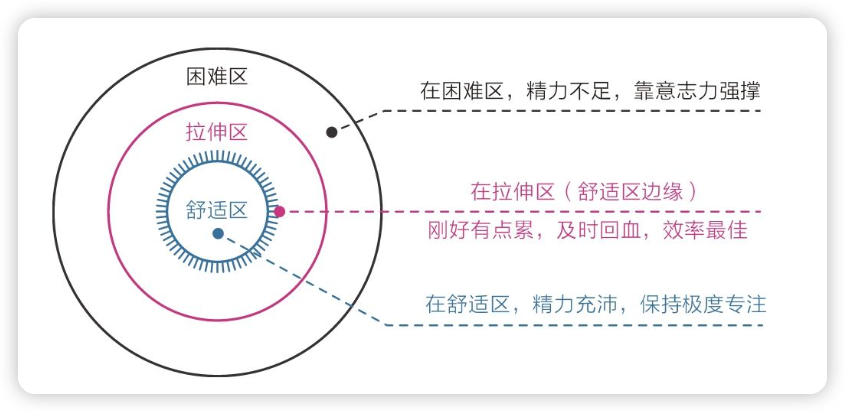 困难区
拉伸区
舒适区
在困难区，精力不足，靠意志力强撑
在拉伸区（舒适区边缘）
刚好有点累，及时回血，效率最佳
在舒适区，精力充沛，保持极度专注